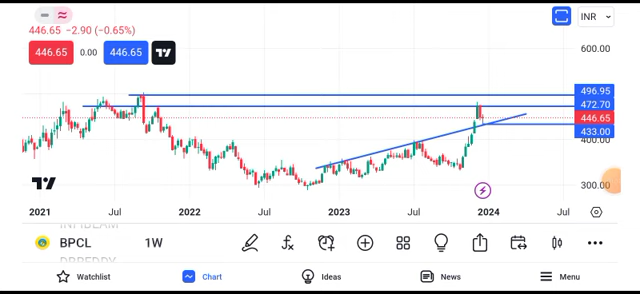 INR
446.65 −2.90 (−0.65%)
446.65 0.00 446.65
600.00
496.95
472.70
446.65
433.00
400.00
300.00
2021 Jul 2022 Jul 2023 Jul 2024 Jul
BPCL 1W
Watchlist Chart Ideas News Menu